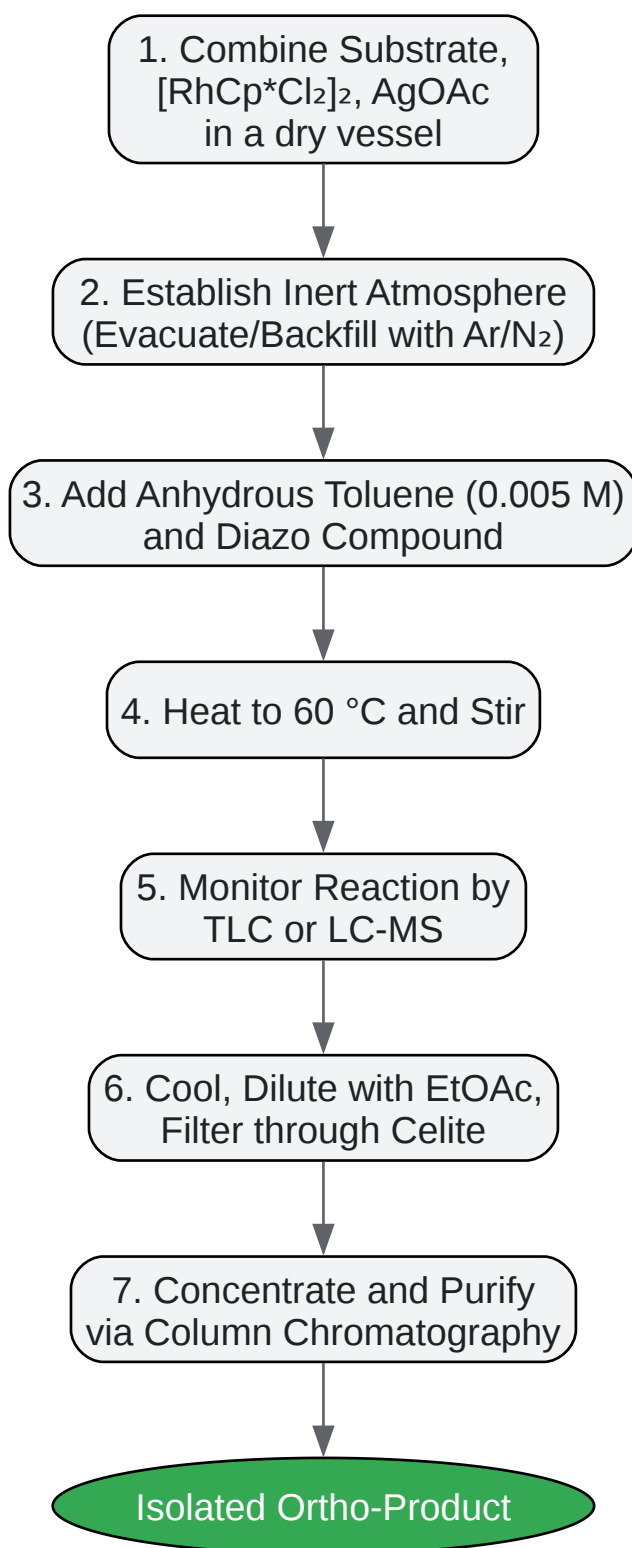 1. Combine Substrate,
[RhCp*Cl₂]₂, AgOAc
in a dry vessel
2. Establish Inert Atmosphere
(Evacuate/Backfill with Ar/N₂)
3. Add Anhydrous Toluene (0.005 M)
and Diazo Compound
4. Heat to 60 °C and Stir
5. Monitor Reaction by
TLC or LC-MS
6. Cool, Dilute with EtOAc,
Filter through Celite
7. Concentrate and Purify
via Column Chromatography
Isolated Ortho-Product